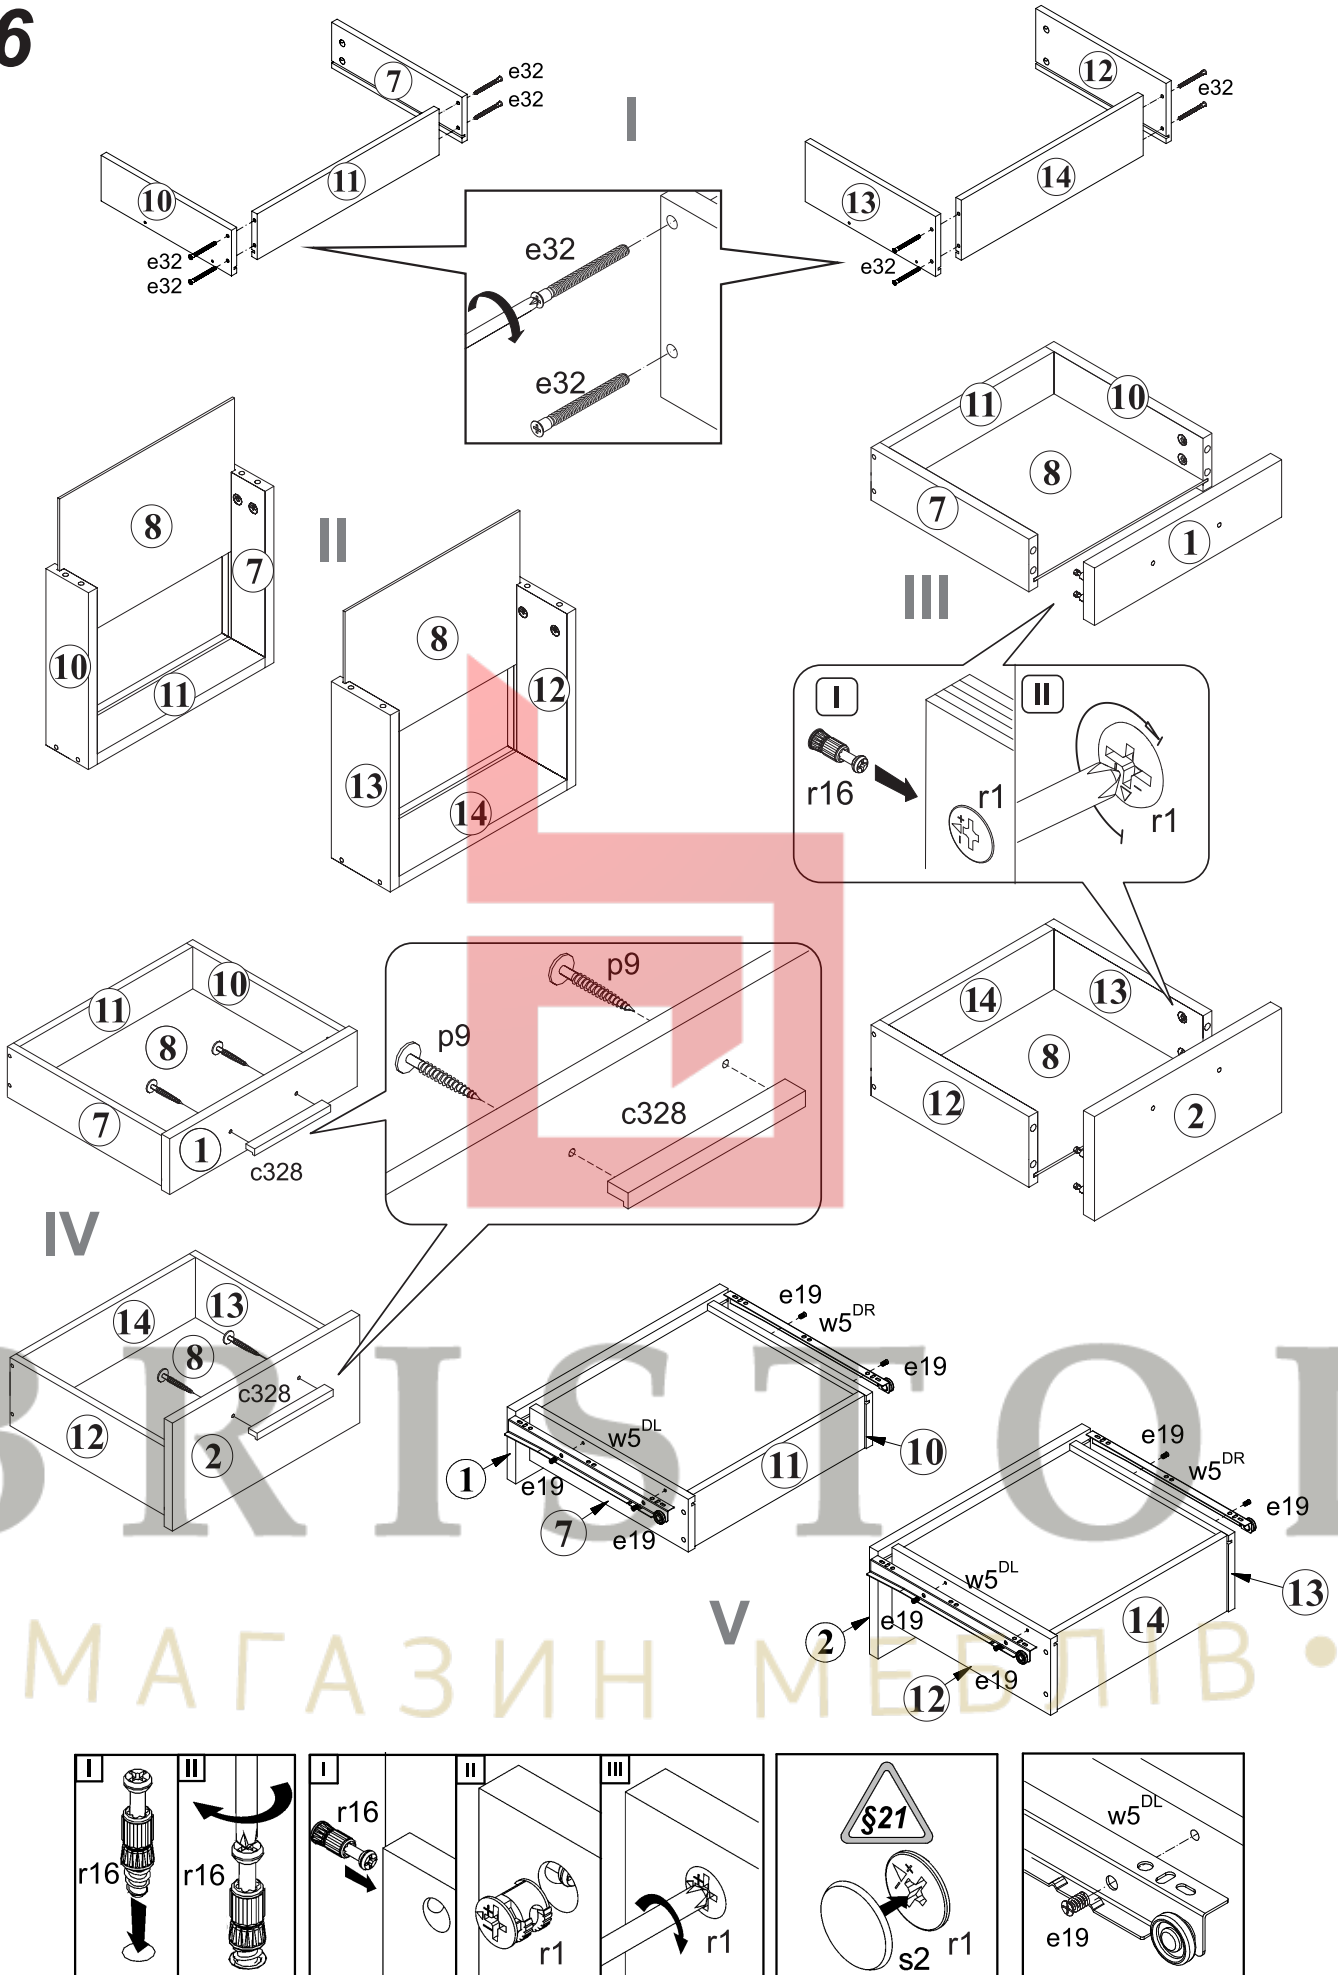 6
7
e32
e32
10
11
e32
e32
I
12
e32
13
14
e32
e32
e32
8
7
10
11
II
8
12
13
14
11
10
8
7
1
III
I
r16
r1
II
r1
14
13
8
12
2
11
10
8
7
1
c328
p9
p9
c328
IV
14
13
8
c328
12
2
e19
w5DR
e19
w5DL
e19
e19
1
7
11
10
V
e19
w5DR
e19
w5DL
e19
e19
2
12
14
13
BRISTOL
МАГАЗИН МЕБЛІВ •
I
r16
II
r16
I
r16
II
r1
III
r1
§21
s2
r1
w5DL
e19